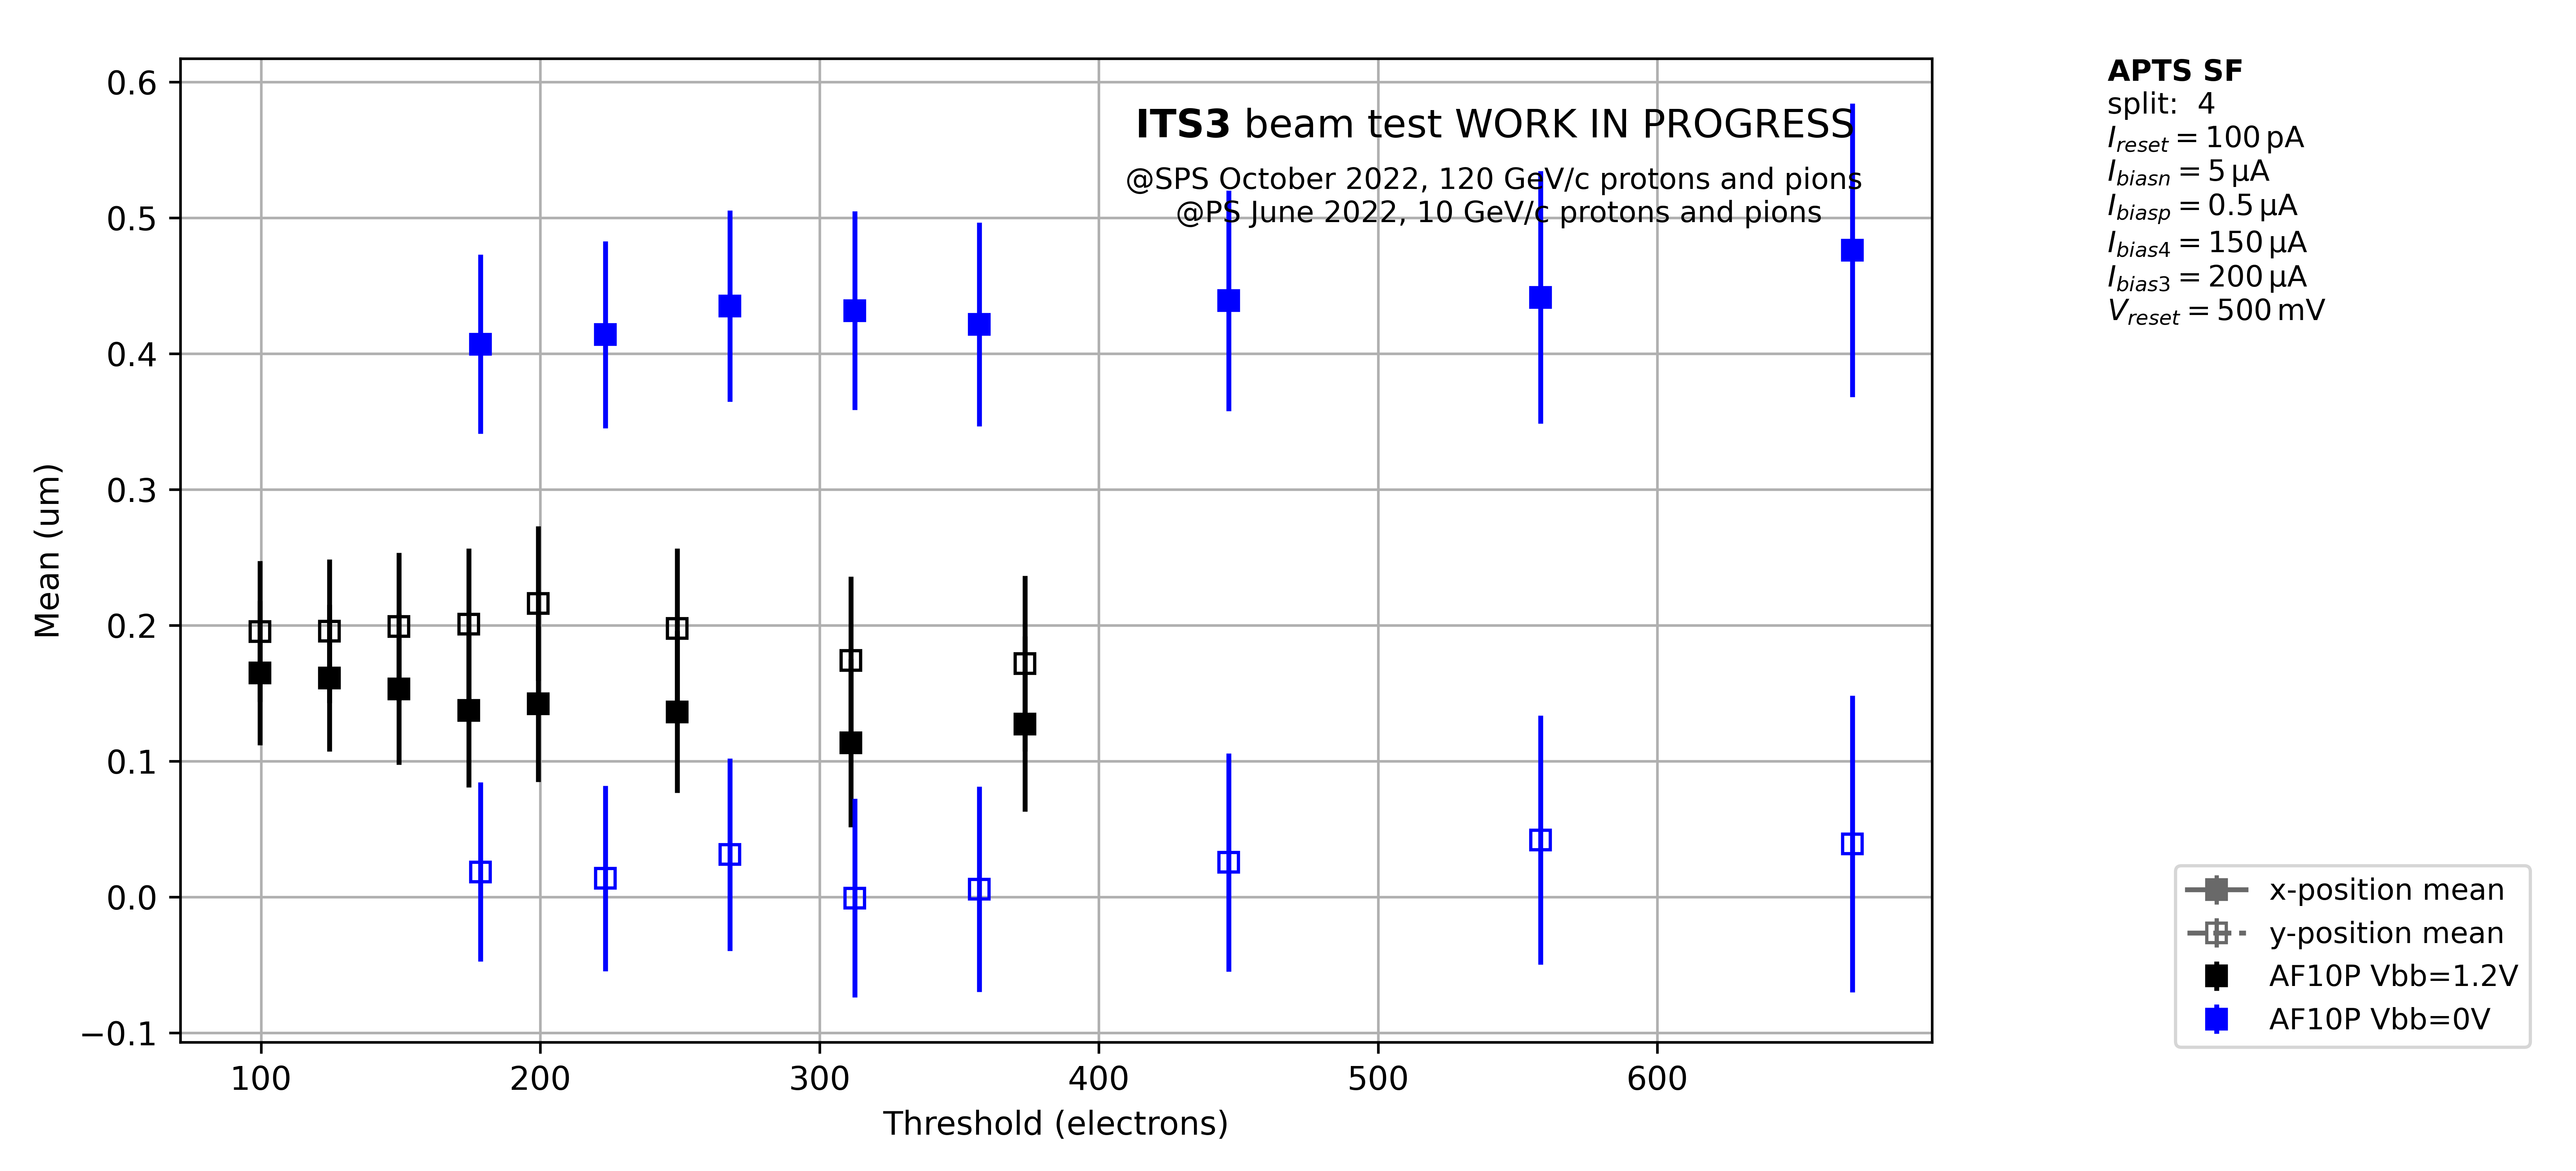 ITS3 beam test WORK IN PROGRESS
@SPS October 2022, 120 GeV/c protons and pions
@PS June 2022, 10 GeV/c protons and pions
0.6
0.5
0.4
0.3
0.2
0.1
0.0
−0.1
Mean (um)
100 200 300 400 500 600
Threshold (electrons)
APTS SF
split: 4
I_reset = 100 pA
I_biasn = 5 μA
I_biasp = 0.5 μA
I_bias4 = 150 μA
I_bias3 = 200 μA
V_reset = 500 mV
x-position mean
y-position mean
AF10P Vbb=1.2V
AF10P Vbb=0V